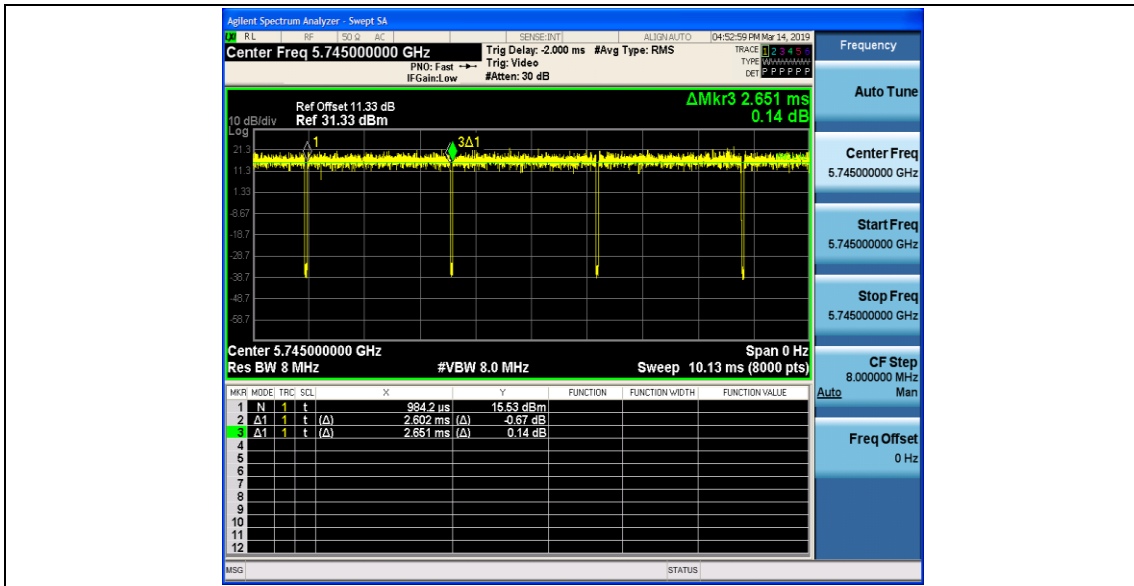 Agilent Spectrum Analyzer - Swept SA
LXI RL RF 50 Ω AC SENSE:INT ALIGN AUTO 04:52:59 PM Mar 14, 2019
Center Freq 5.745000000 GHz
PNO: Fast
IFGain:Low
Trig Delay: -2.000 ms
Trig: Video
#Atten: 30 dB
#Avg Type: RMS
TRACE 1 2 3 4 5 6
TYPE
DET P P P P P P
ΔMkr3 2.651 ms
0.14 dB
Ref Offset 11.33 dB
10 dB/div Ref 31.33 dBm
Log
21.3
11.3
1.33
-8.67
-18.7
-28.7
-38.7
-48.7
-58.7
1
3Δ1
Center 5.745000000 GHz Span 0 Hz
Res BW 8 MHz #VBW 8.0 MHz Sweep 10.13 ms (8000 pts)
MKR MODE TRC SCL X Y FUNCTION FUNCTION WIDTH FUNCTION VALUE
1 N 1 t 984.2 µs 15.53 dBm
2 Δ1 1 t (Δ) 2.602 ms (Δ) -0.67 dB
3 Δ1 1 t (Δ) 2.651 ms (Δ) 0.14 dB
4
5
6
7
8
9
10
11
12
MSG STATUS
Frequency
Auto Tune
Center Freq
5.745000000 GHz
Start Freq
5.745000000 GHz
Stop Freq
5.745000000 GHz
CF Step
8.000000 MHz
Auto Man
Freq Offset
0 Hz